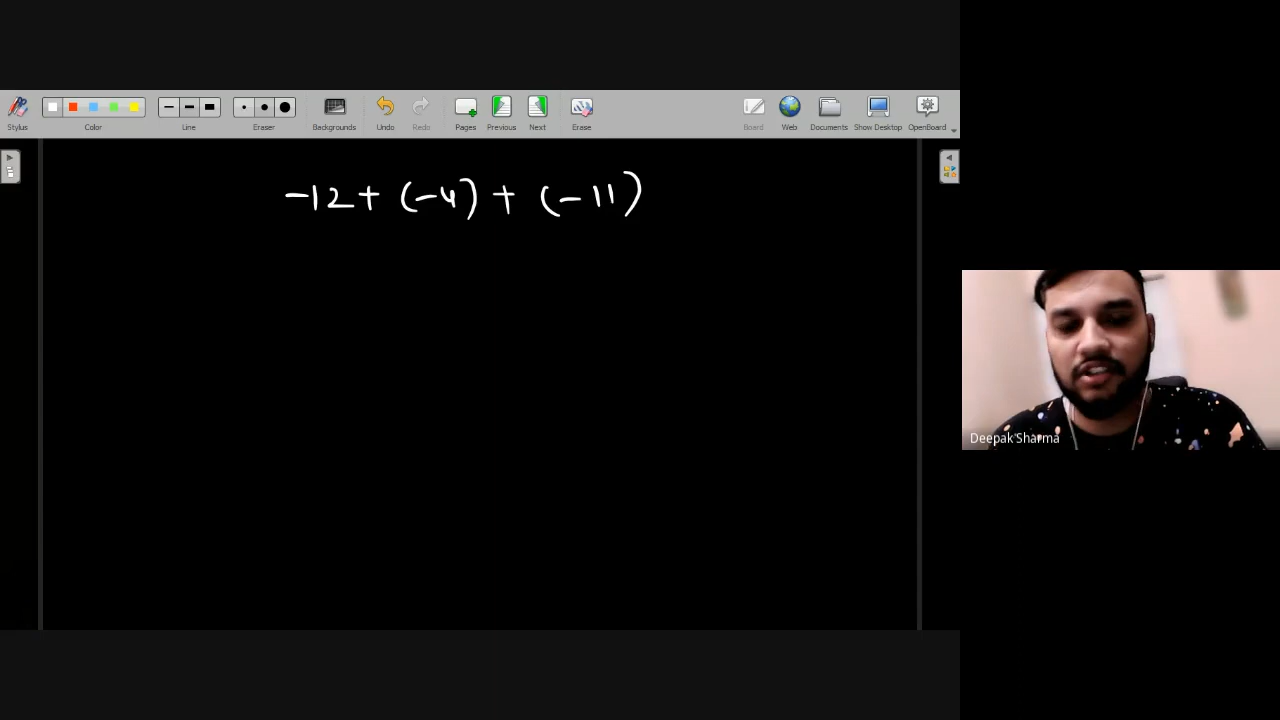 Stylus
Color
Line
Eraser
Backgrounds
Undo
Redo
Pages
Previous
Next
Erase
Board
Web
Documents
Show Desktop
OpenBoard
-12 + (-4) + (-11)
Deepak Sharma